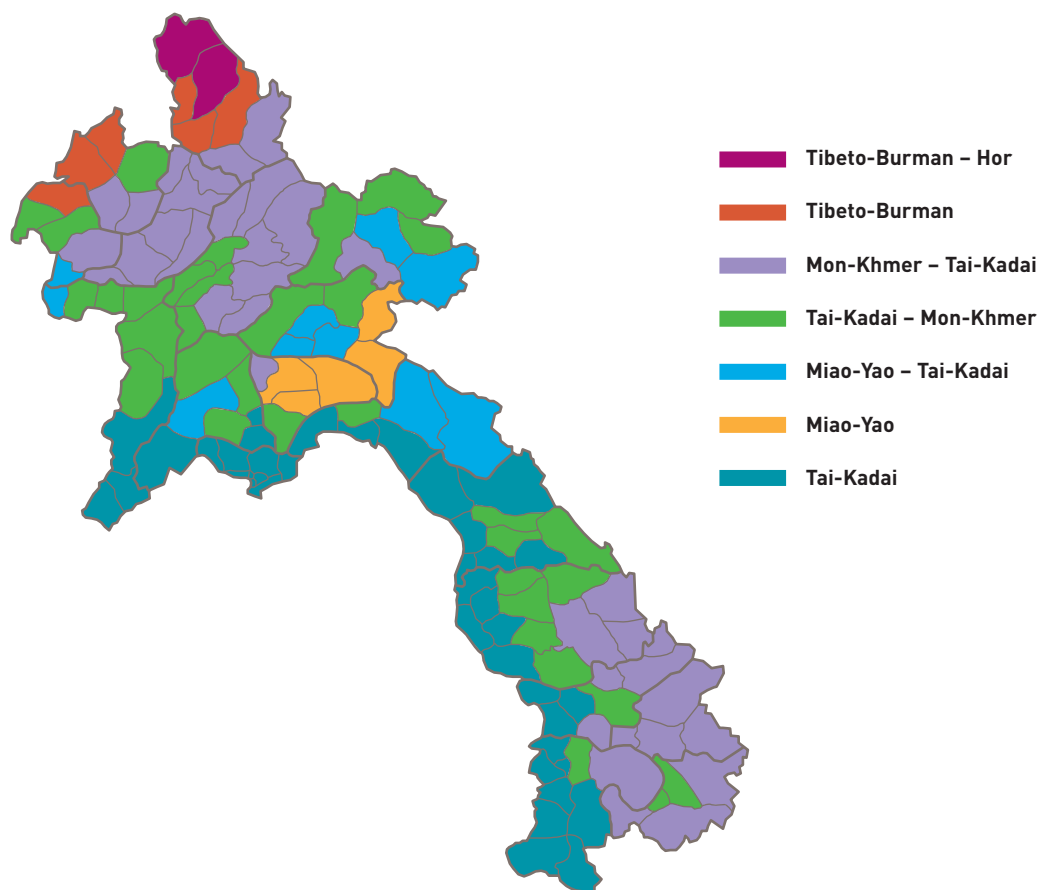 Tibeto-Burman – Hor
Tibeto-Burman
Mon-Khmer – Tai-Kadai
Tai-Kadai – Mon-Khmer
Miao-Yao – Tai-Kadai
Miao-Yao
Tai-Kadai